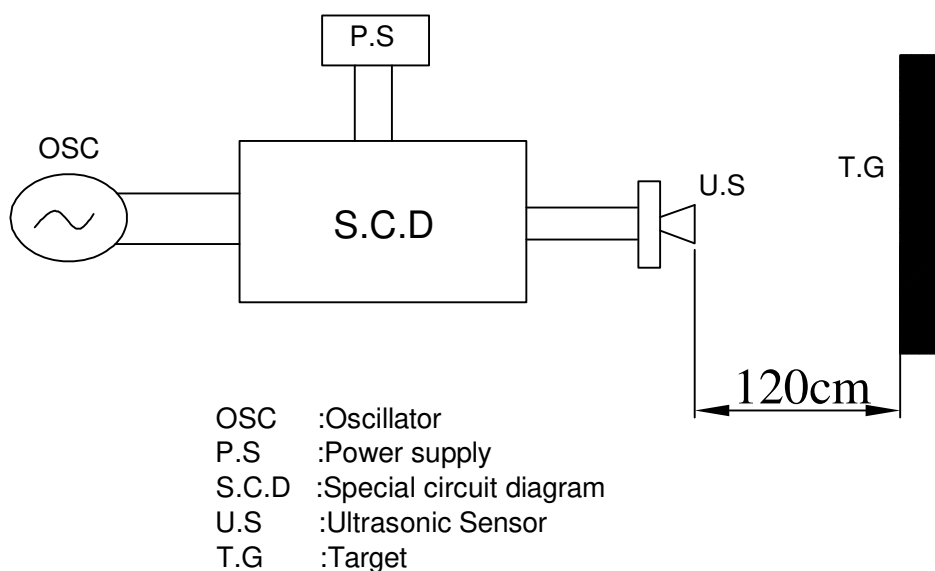 P.S
OSC
S.C.D
U.S
T.G
120cm
OSC :Oscillator
P.S :Power supply
S.C.D :Special circuit diagram
U.S :Ultrasonic Sensor
T.G :Target